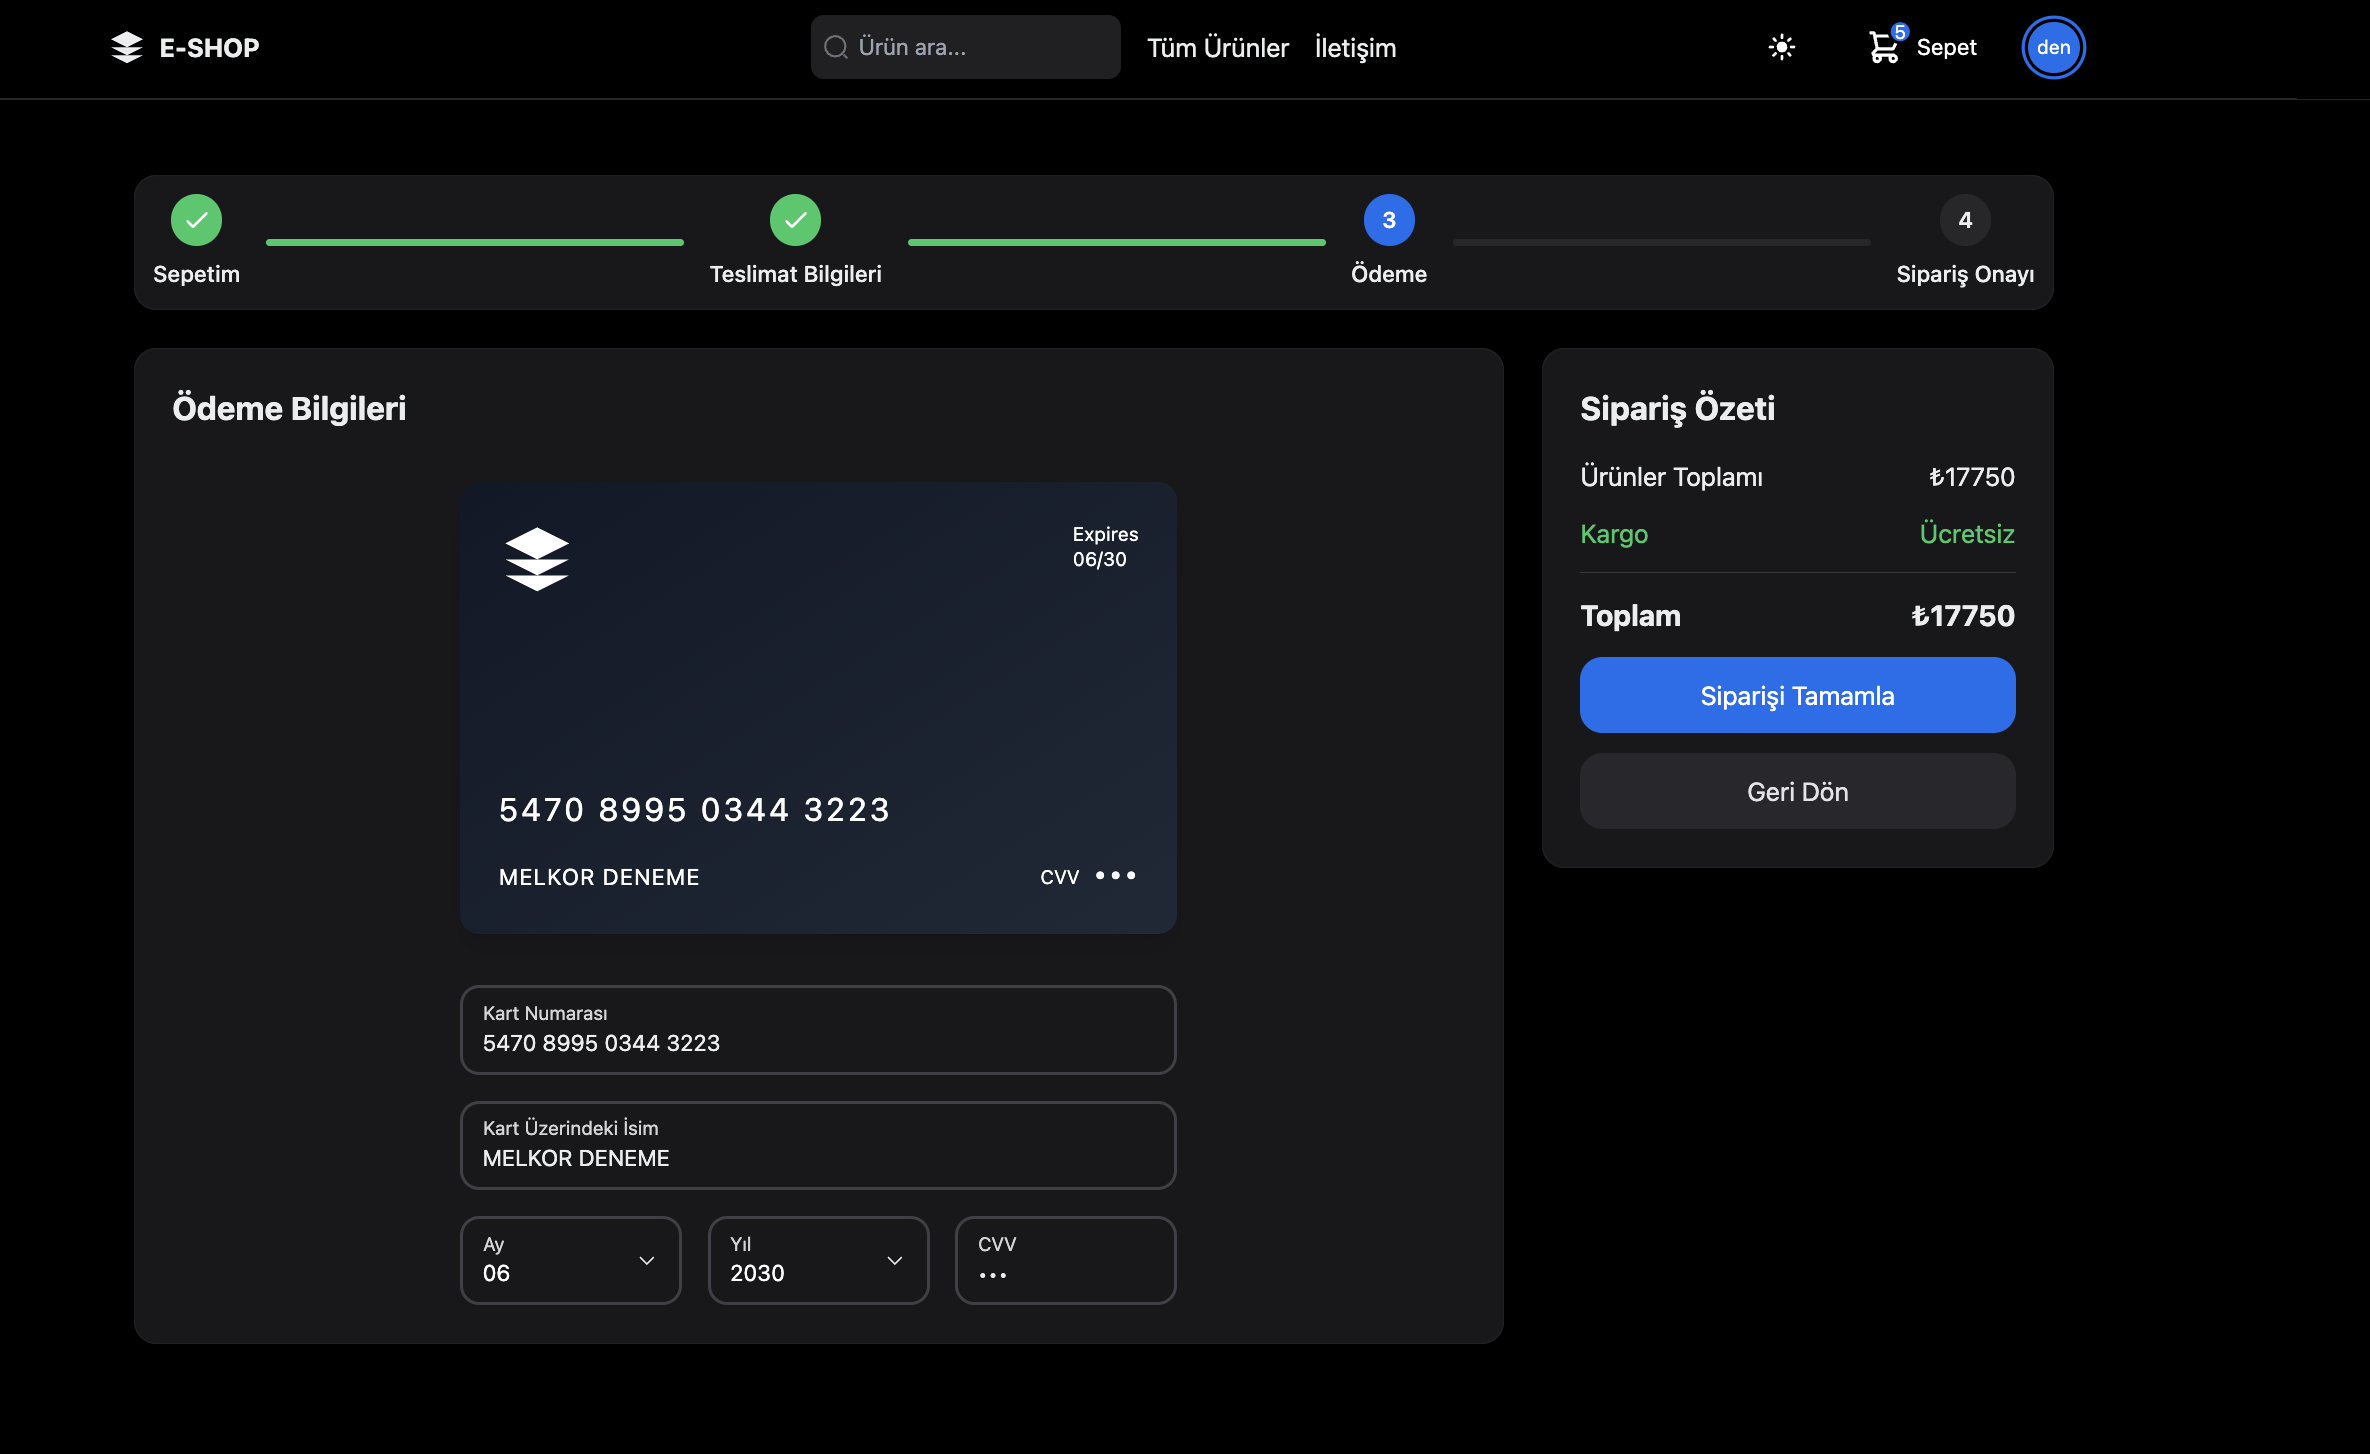 E-SHOP
Ürün ara...
Tüm Ürünler
İletişim
5
Sepet
den
Sepetim
Teslimat Bilgileri
3
Ödeme
4
Sipariş Onayı
Ödeme Bilgileri
Expires
06/30
5470 8995 0344 3223
MELKOR DENEME
CVV •••
Kart Numarası
5470 8995 0344 3223
Kart Üzerindeki İsim
MELKOR DENEME
Ay
06
Yıl
2030
CVV
•••
Sipariş Özeti
Ürünler Toplamı ₺17750
Kargo Ücretsiz
Toplam ₺17750
Siparişi Tamamla
Geri Dön